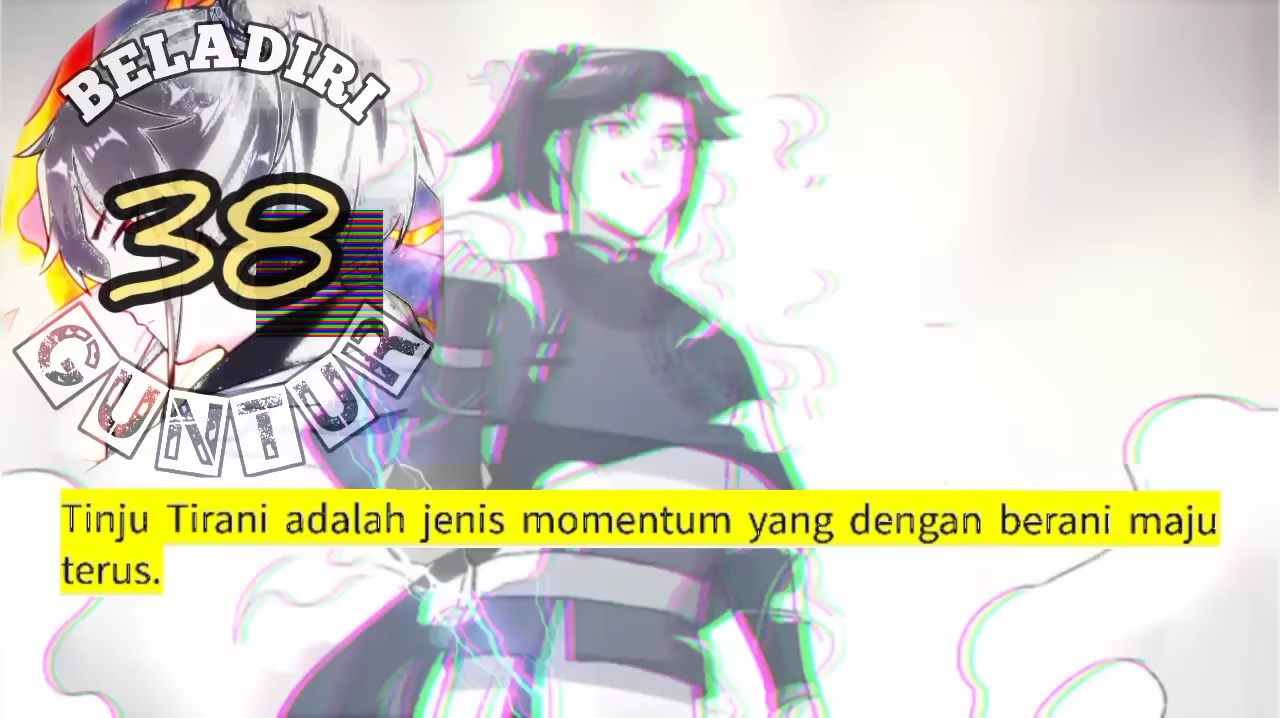 BELADIRI
38
GUNTUR
Tinju Tirani adalah jenis momentum yang dengan berani maju
terus.